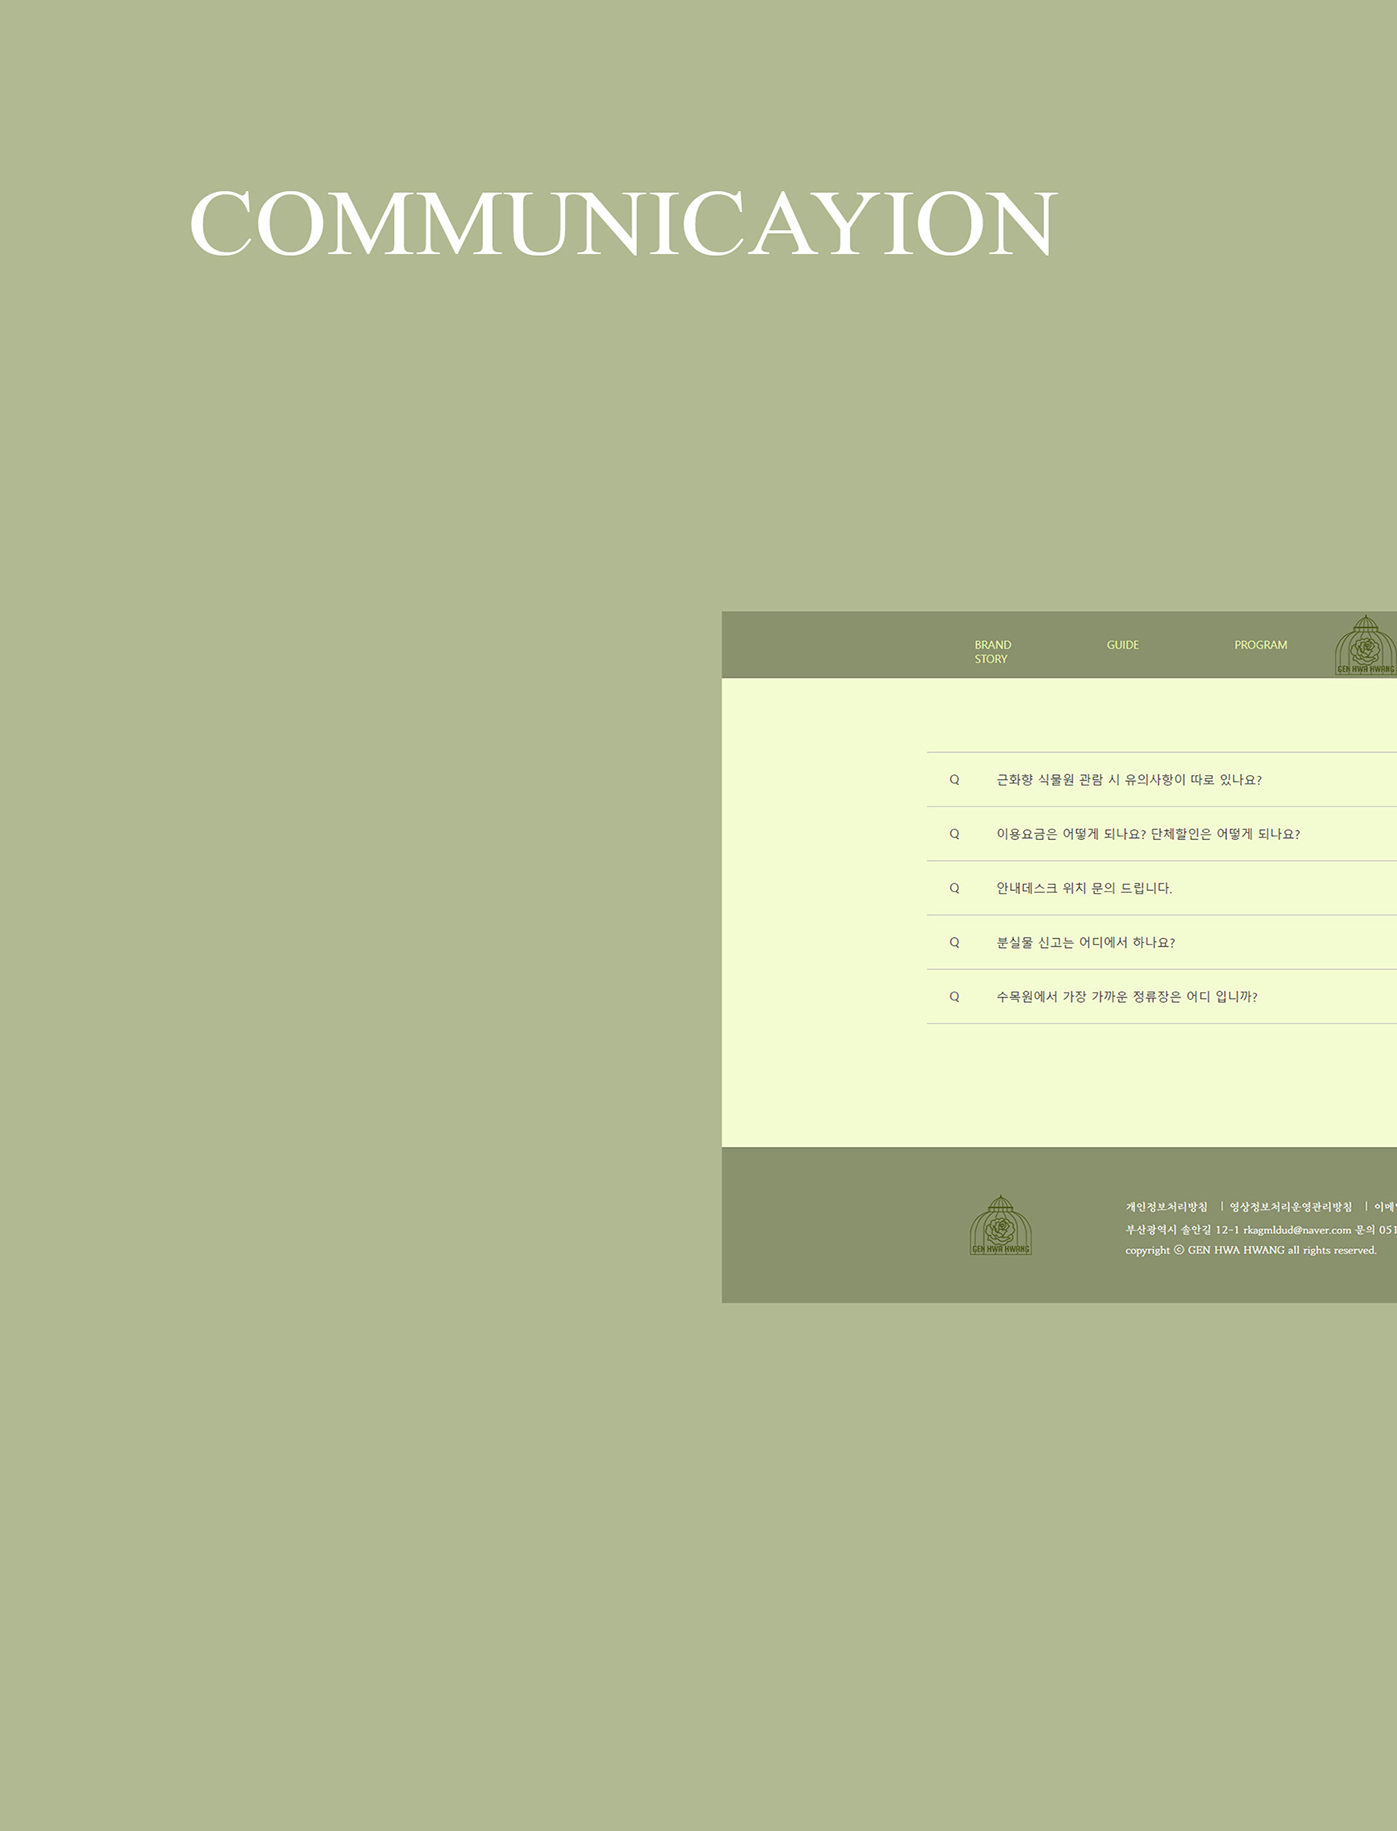 COMMUNICAYION
BRAND
STORY
GUIDE
PROGRAM
GEN HWA HWANG
Q 근화향 식물원 관람 시 유의사항이 따로 있나요?
Q 이용요금은 어떻게 되나요? 단체할인은 어떻게 되나요?
Q 안내데스크 위치 문의 드립니다.
Q 분실물 신고는 어디에서 하나요?
Q 수목원에서 가장 가까운 정류장은 어디 입니까?
GEN HWA HWANG
개인정보처리방침 | 영상정보처리운영관리방침 |
부산광역시 솔안길 12-1 rkagmldud@naver.com 문의 051
copyright ⓒ GEN HWA HWANG all rights reserved.